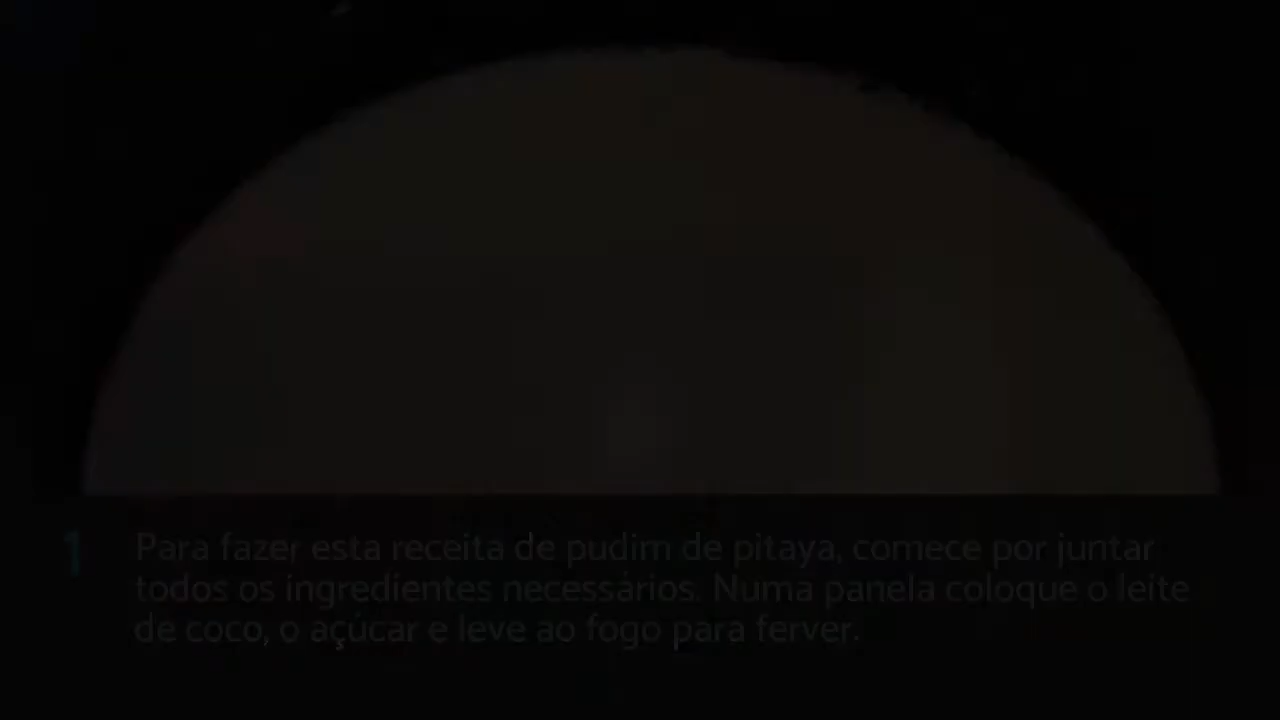 1 Para fazer esta receita de pudim de pitaya, comece por juntar
todos os ingredientes necessários. Numa panela coloque o leite
de coco, o açúcar e leve ao fogo para ferver.